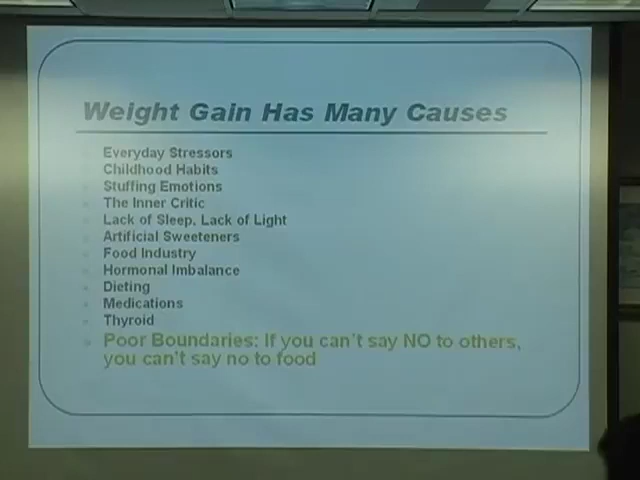 Weight Gain Has Many Causes
Everyday Stressors
Childhood Habits
Stuffing Emotions
The Inner Critic
Lack of Sleep, Lack of Light
Artificial Sweeteners
Food Industry
Hormonal Imbalance
Dieting
Medications
Thyroid
Poor Boundaries: If you can't say NO to others,
you can't say no to food